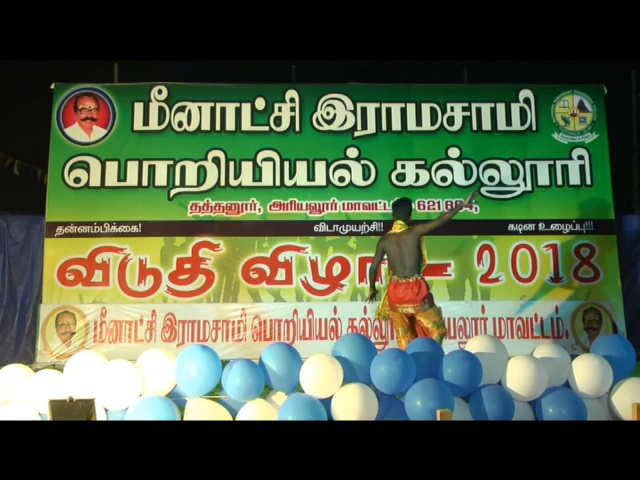 மீனாட்சி இராமசாமி
பொறியியல் கல்லூரி
தத்தனூர், அரியலூர் மாவட்டம் 621 804,
தன்னம்பிக்கை! விடாமுயற்சி!! கடின உழைப்பு!!!
விடுதி விழா - 2018
மீனாட்சி இராமசாமி பொறியியல் மாவட்டம்.